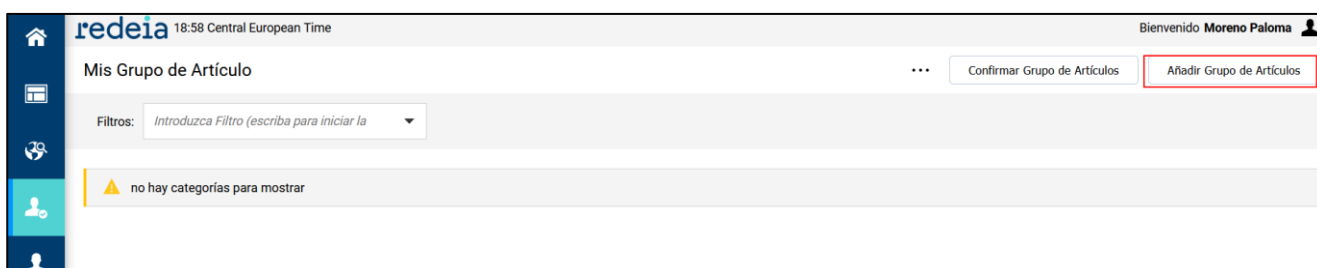 redeia 18:58 Central European Time Bienvenido Moreno Paloma
Mis Grupo de Artículo ... Confirmar Grupo de Artículos Añadir Grupo de Artículos
Filtros: Introduzca Filtro (escriba para iniciar la
no hay categorías para mostrar